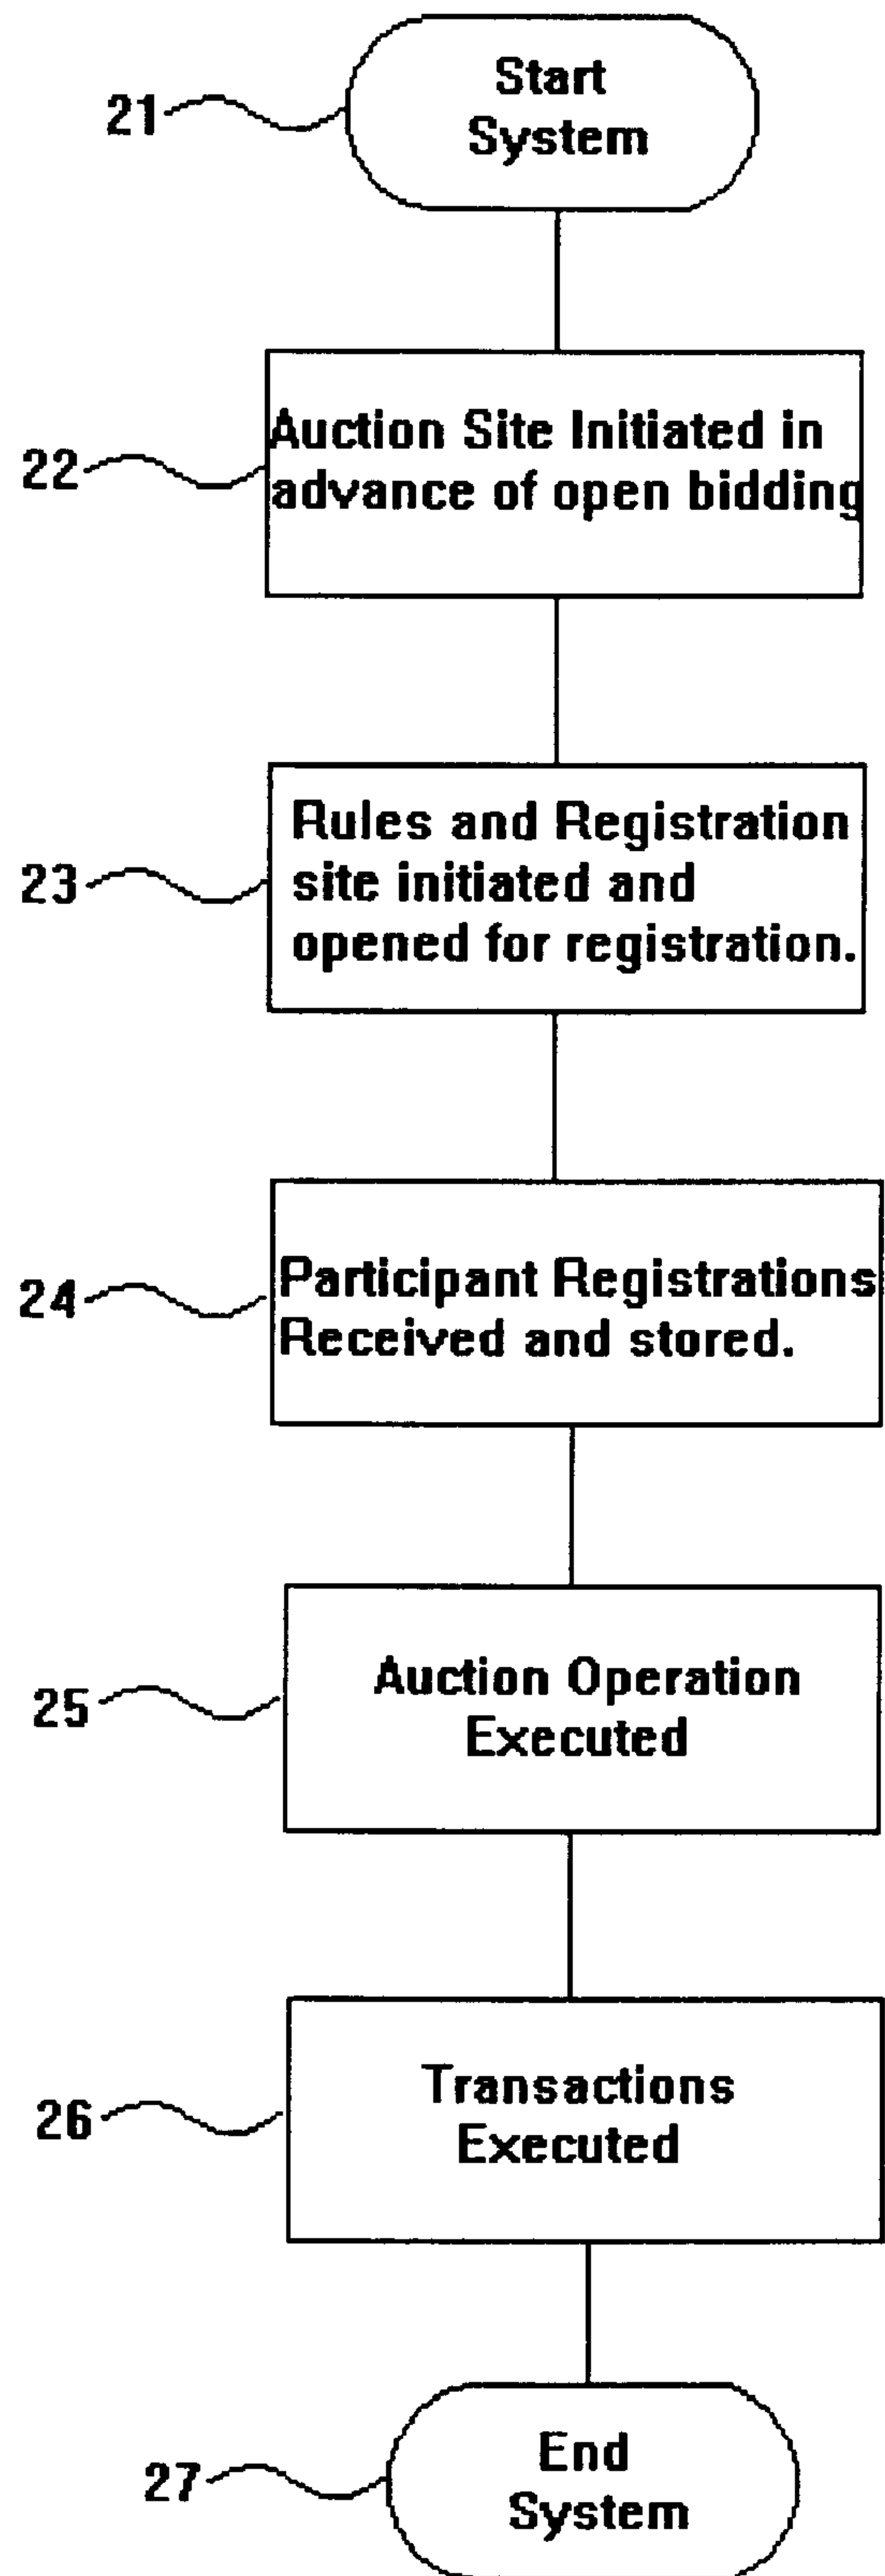 Start
21
System
Auction Site Initiated in
22
advance of open bidding
Rules and Registration
23
site initiated and
opened for registration.
24
Participant Registrations
Received and stored.
25
Auction Operation
Executed
26
Transactions
Executed
End
27
System